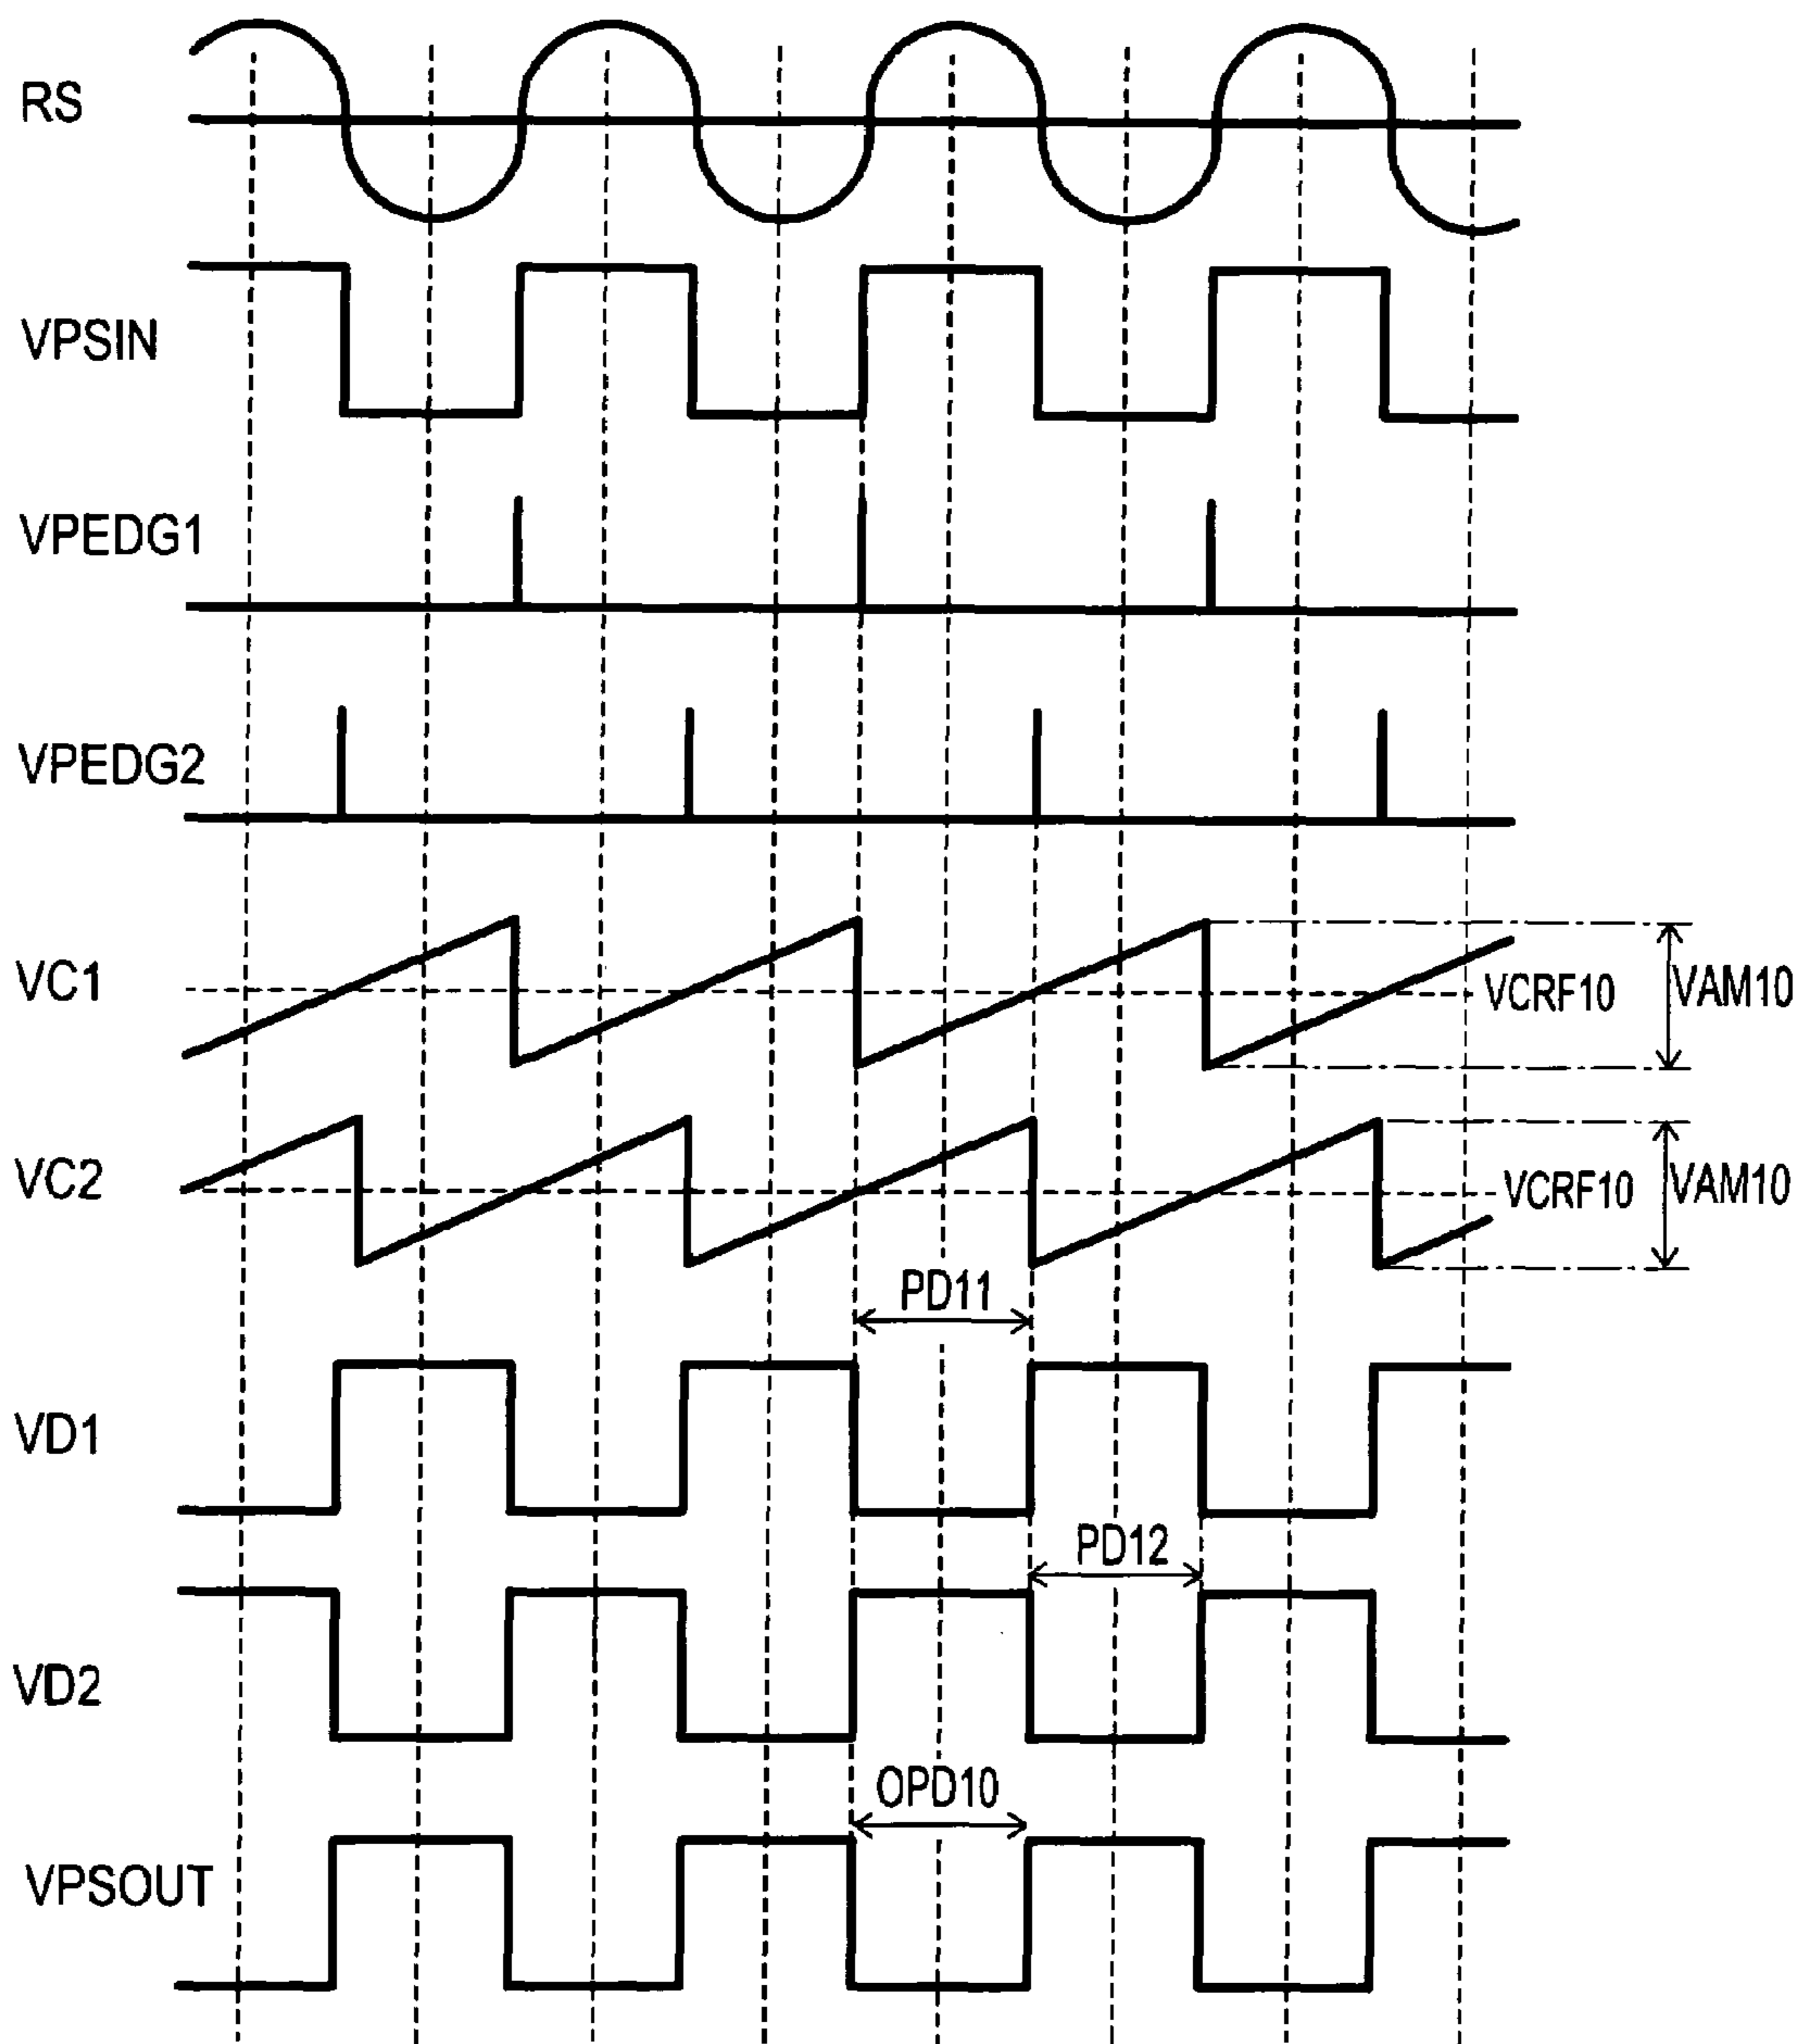 RS
VPSIN
VPEDG1
VPEDG2
VC1
VCRF10
VAM10
VC2
VCRF10
VAM10
PD11
VD1
PD12
VD2
OPD10
VPSOUT